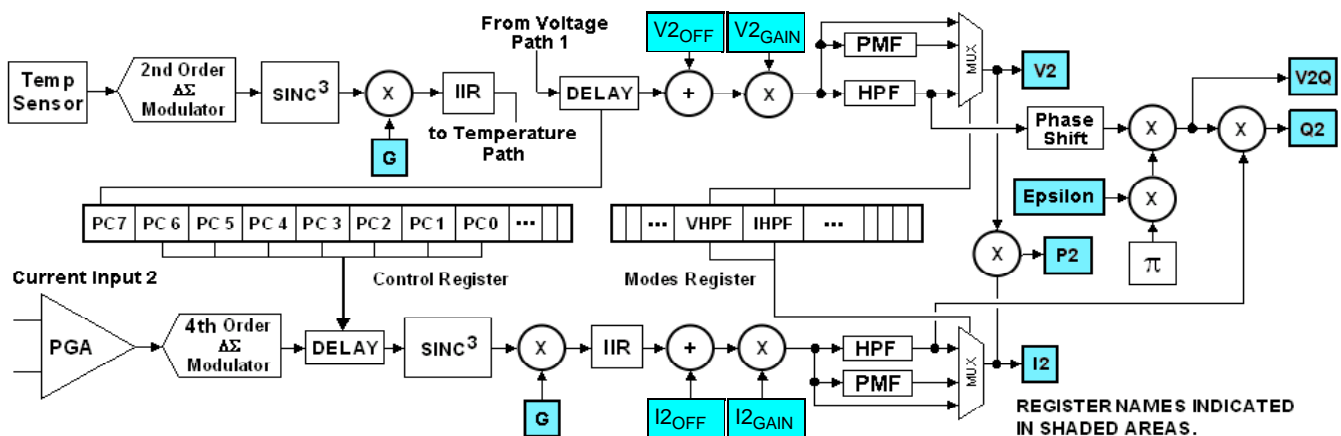 From Voltage
Path 1
V2OFF
V2GAIN
Temp
Sensor
2nd Order
ΔΣ
Modulator
SINC3
X
IIR
DELAY
+
X
PMF
HPF
MUX
V2
V2Q
G
to Temperature
Path
Phase
Shift
X
X
Q2
Epsilon
X
π
PC7
PC 6
PC 5
PC 4
PC 3
PC2
PC1
PC0
...
Control Register
...
VHPF
IHPF
...
Modes Register
X
P2
Current Input 2
PGA
4th Order
ΔΣ
Modulator
DELAY
SINC3
X
IIR
+
X
HPF
PMF
MUX
I2
G
I2OFF
I2GAIN
REGISTER NAMES INDICATED
IN SHADED AREAS.